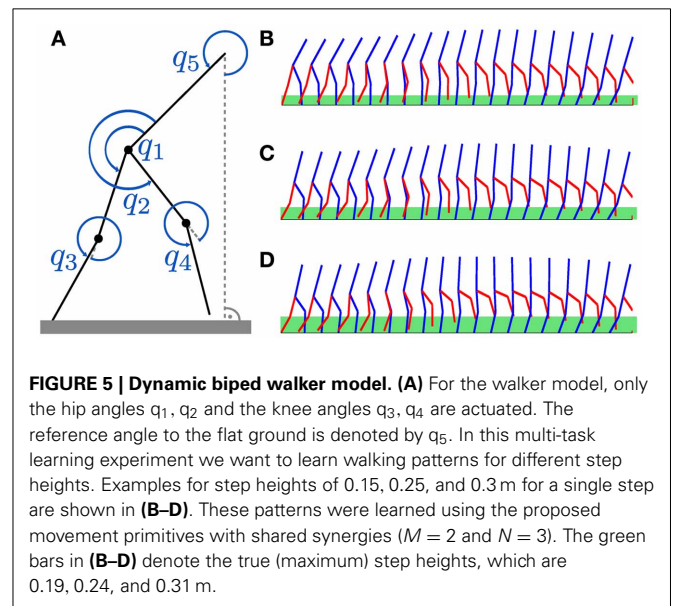 A
B
q5
q1
q2
C
q3
q4
D
FIGURE 5 | Dynamic biped walker model. (A) For the walker model, only
the hip angles q1, q2 and the knee angles q3, q4 are actuated. The
reference angle to the flat ground is denoted by q5. In this multi-task
learning experiment we want to learn walking patterns for different step
heights. Examples for step heights of 0.15, 0.25, and 0.3 m for a single step
are shown in (B–D). These patterns were learned using the proposed
movement primitives with shared synergies (M = 2 and N = 3). The green
bars in (B–D) denote the true (maximum) step heights, which are
0.19, 0.24, and 0.31 m.